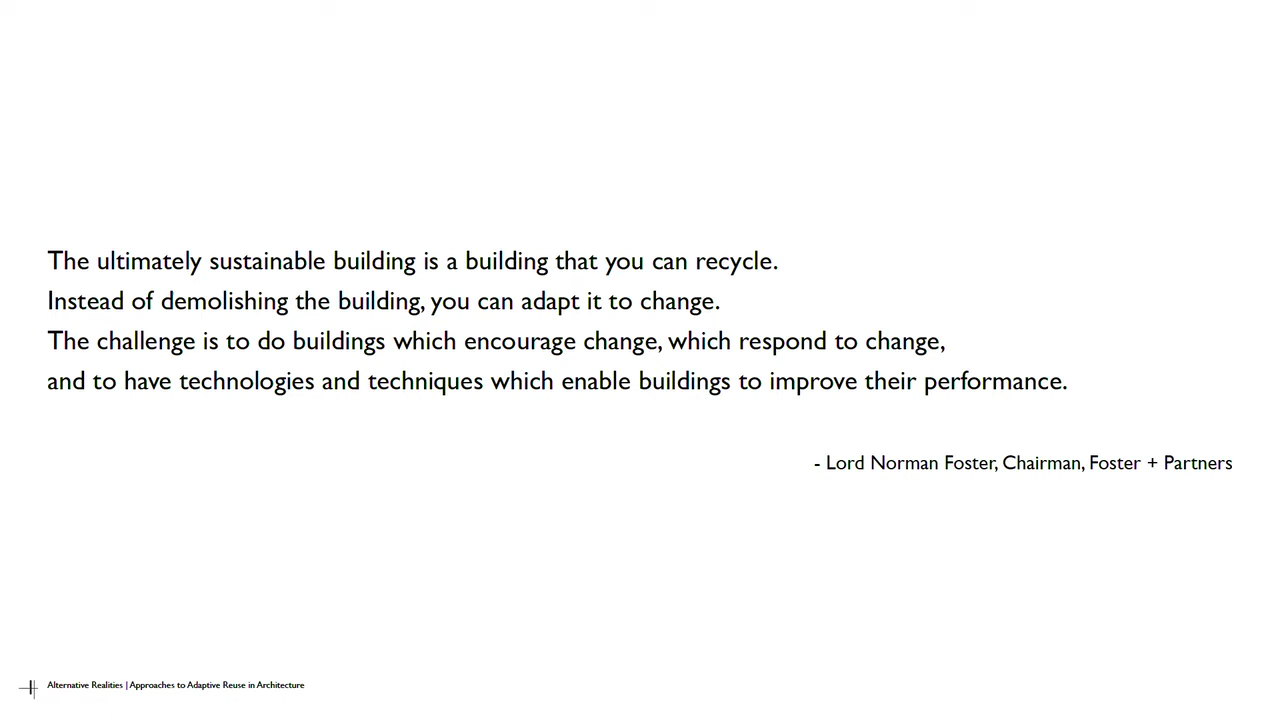 The ultimately sustainable building is a building that you can recycle.
Instead of demolishing the building, you can adapt it to change.
The challenge is to do buildings which encourage change, which respond to change,
and to have technologies and techniques which enable buildings to improve their performance.
- Lord Norman Foster, Chairman, Foster + Partners
Alternative Realities | Approaches to Adaptive Reuse in Architecture